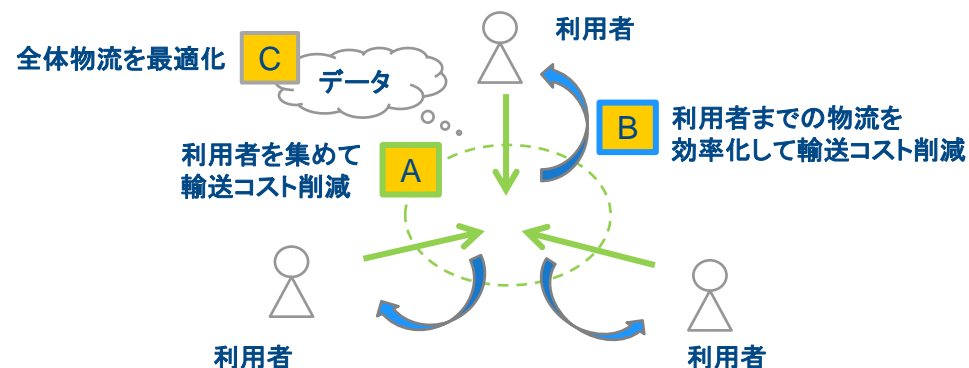 利用者
全体物流を最適化
C
データ
B
利用者までの物流を
効率化して輸送コスト削減
利用者を集めて
輸送コスト削減
A
利用者
利用者